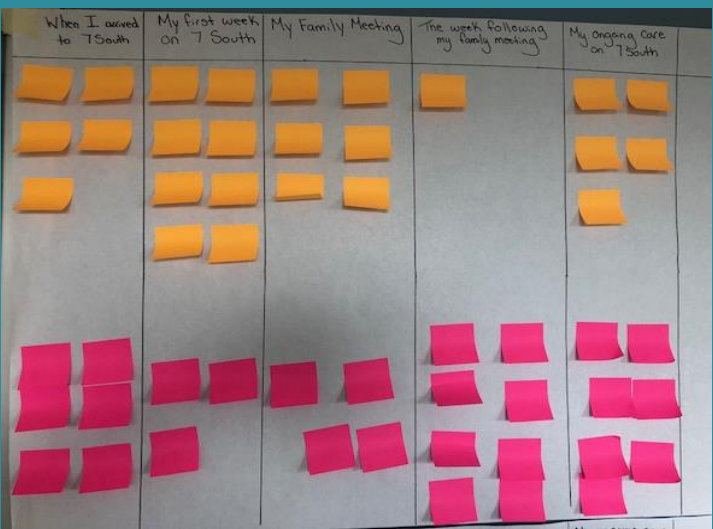 When I arrived
to 7 South
My first week
on 7 South
My Family Meeting
The week following
my family meeting
My ongoing care
on 7 South